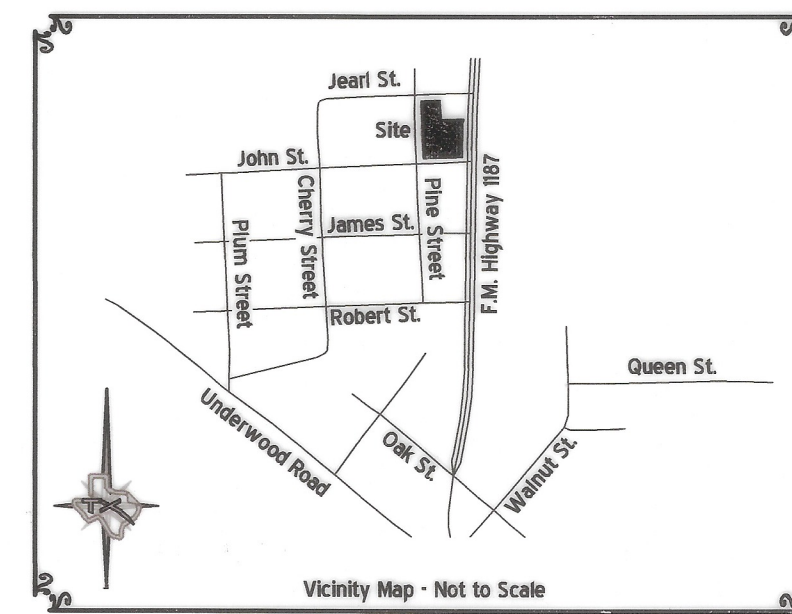 Jearl St.
Site
John St.
Cherry Street
Pine Street
F.M. Highway 1187
Plum Street
James St.
Robert St.
Queen St.
Underwood Road
Oak St.
Walnut St.
TX
Vicinity Map - Not to Scale